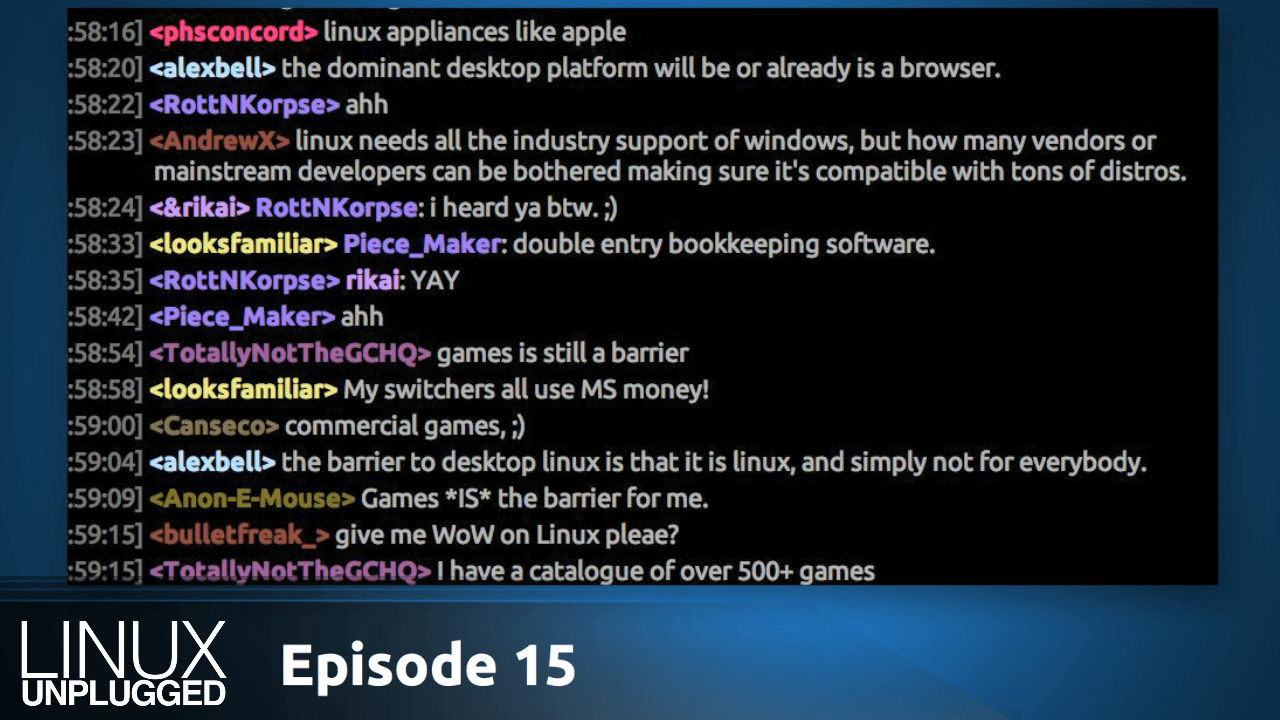 :58:16] <phsconcord> linux appliances like apple
:58:20] <alexbell> the dominant desktop platform will be or already is a browser.
:58:22] <RottNKorpse> ahh
:58:23] <AndrewX> linux needs all the industry support of windows, but how many vendors or
mainstream developers can be bothered making sure it's compatible with tons of distros.
:58:24] <&rikai> RottNKorpse: i heard ya btw. ;)
:58:33] <looksfamiliar> Piece_Maker: double entry bookkeeping software.
:58:35] <RottNKorpse> rikai: YAY
:58:42] <Piece_Maker> ahh
:58:54] <TotallyNotTheGCHQ> games is still a barrier
:58:58] <looksfamiliar> My switchers all use MS money!
:59:00] <Canseco> commercial games, ;)
:59:04] <alexbell> the barrier to desktop linux is that it is linux, and simply not for everybody.
:59:09] <Anon-E-Mouse> Games *IS* the barrier for me.
:59:15] <bulletfreak_> give me WoW on Linux pleae?
:59:15] <TotallyNotTheGCHQ> I have a catalogue of over 500+ games
LINUX
UNPLUGGED
Episode 15